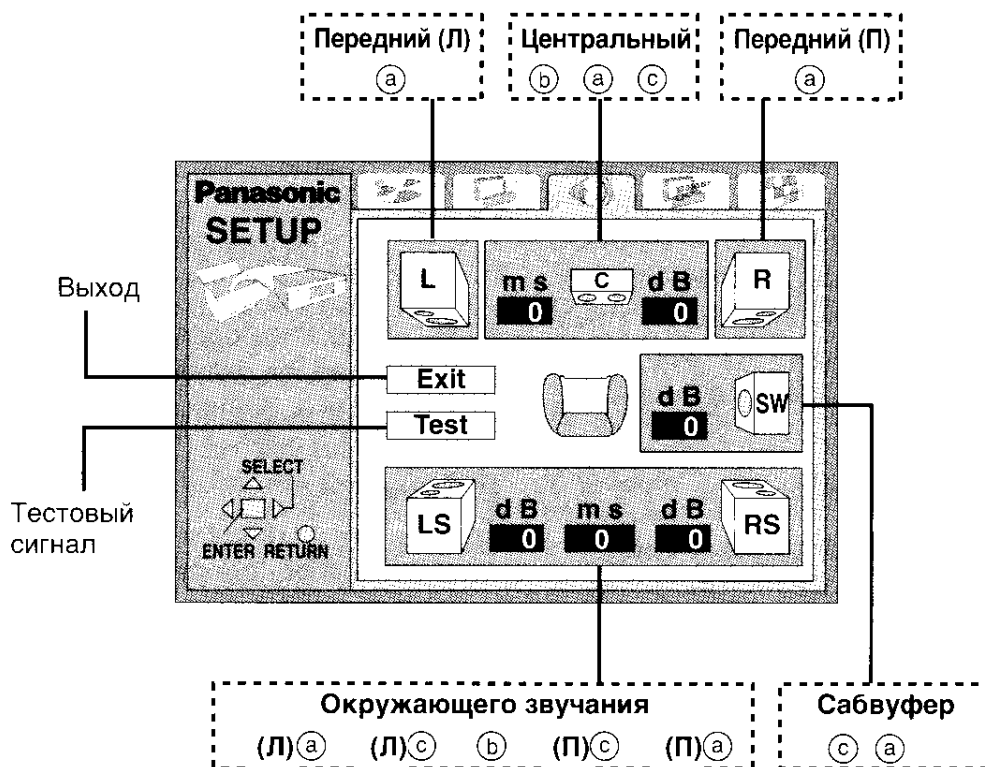 Передний (Л)
ⓐ
Центральный
ⓑ ⓐ ⓒ
Передний (П)
ⓐ
Panasonic
SETUP
L
m s
0
C
d B
0
R
Выход
Exit
Test
d B
0
SW
Тестовый
сигнал
SELECT
ENTER RETURN
LS
d B
0
m s
0
d B
0
RS
Окружающего звучания
(Л)ⓐ (Л)ⓒ ⓑ (П)ⓒ (П)ⓐ
Сабвуфер
ⓒ ⓐ